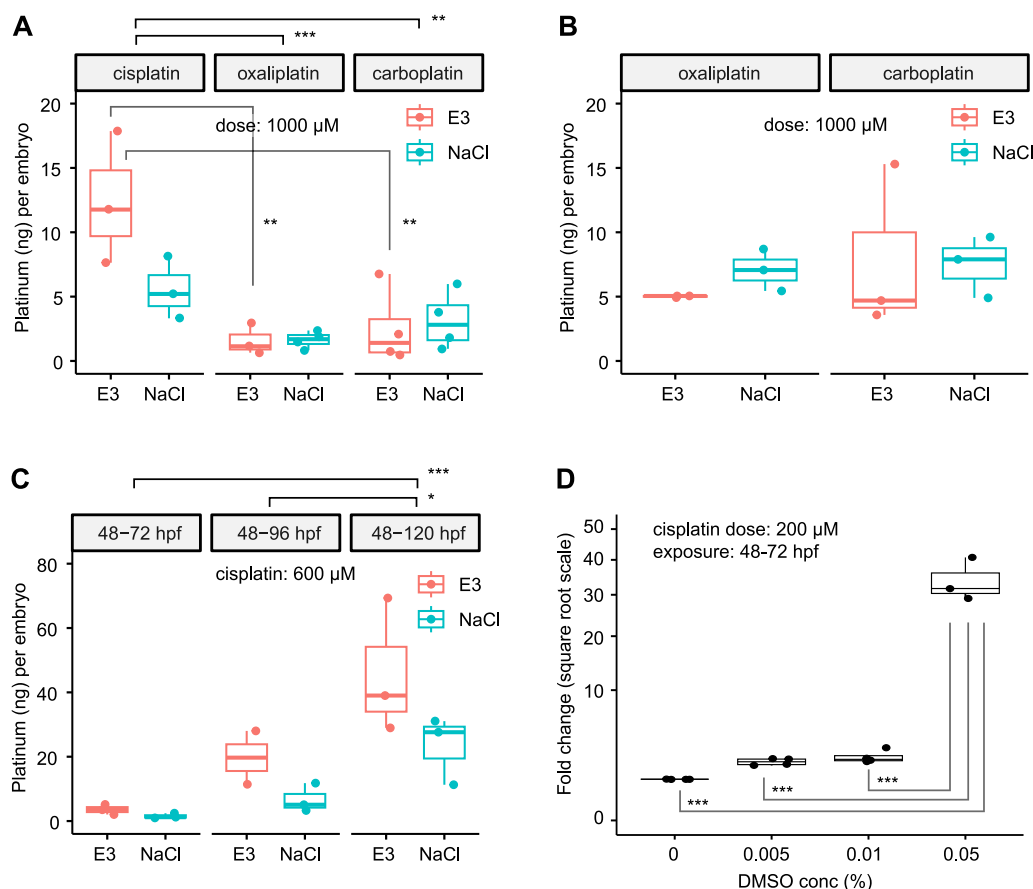 A
**
***
cisplatin
oxaliplatin
carboplatin
Platinum (ng) per embryo
20
15
10
5
0
dose: 1000 µM
E3
NaCl
**
**
E3
NaCl
E3
NaCl
E3
NaCl
B
oxaliplatin
carboplatin
Platinum (ng) per embryo
20
15
10
5
0
dose: 1000 µM
E3
NaCl
E3
NaCl
E3
NaCl
C
***
*
48−72 hpf
48−96 hpf
48−120 hpf
Platinum (ng) per embryo
80
60
40
20
0
cisplatin: 600 µM
E3
NaCl
E3
NaCl
E3
NaCl
E3
NaCl
D
Fold change (square root scale)
50
40
30
20
10
0
cisplatin dose: 200 µM
exposure: 48-72 hpf
***
***
***
0
0.005
0.01
0.05
DMSO conc (%)